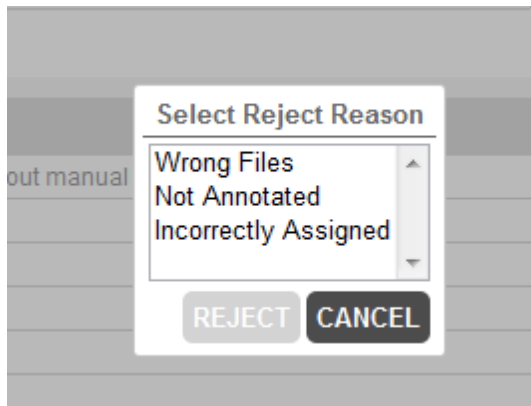 Select Reject Reason
out manual
Wrong Files
Not Annotated
Incorrectly Assigned
REJECT CANCEL